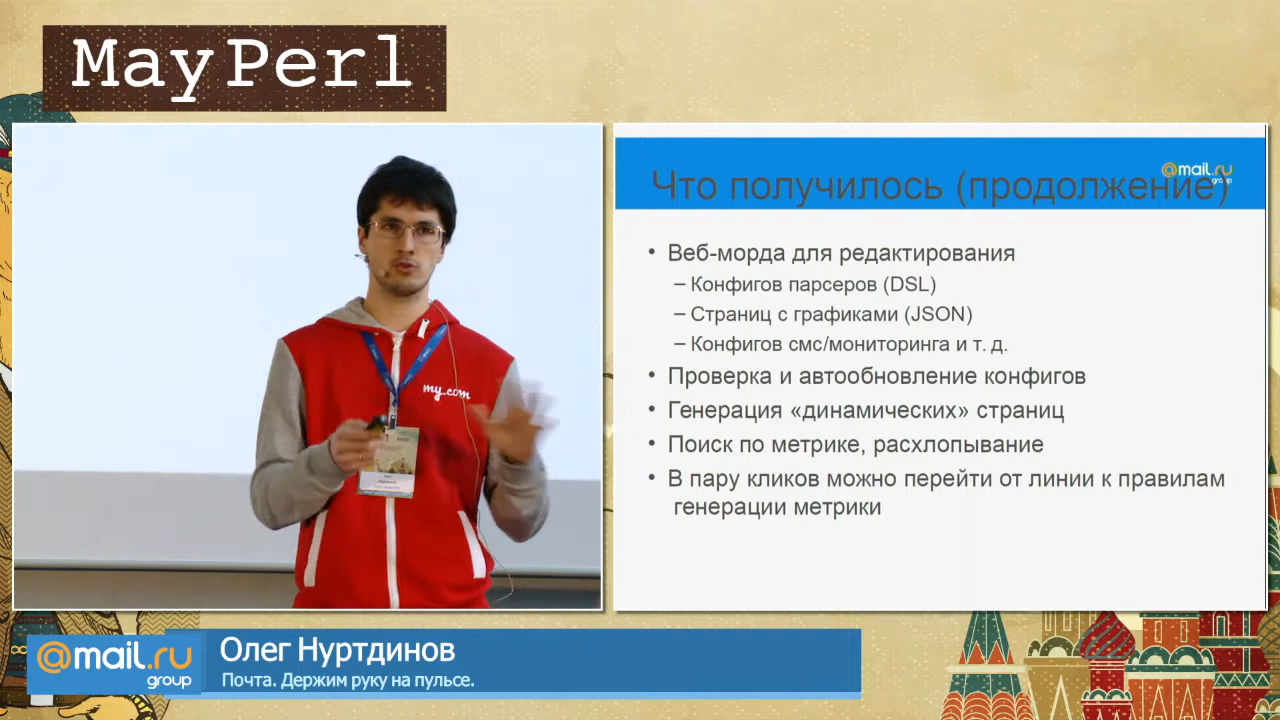 MayPerl
@mail.ru
group
Что получилось (продолжение)
• Веб-морда для редактирования
– Конфигов парсеров (DSL)
– Страниц с графиками (JSON)
– Конфигов смс/мониторинга и т. д.
• Проверка и автообновление конфигов
• Генерация «динамических» страниц
• Поиск по метрике, расхлопывание
• В пару кликов можно перейти от линии к правилам
генерации метрики
my.com
@mail.ru
group
Олег Нуртдинов
Почта. Держим руку на пульсе.